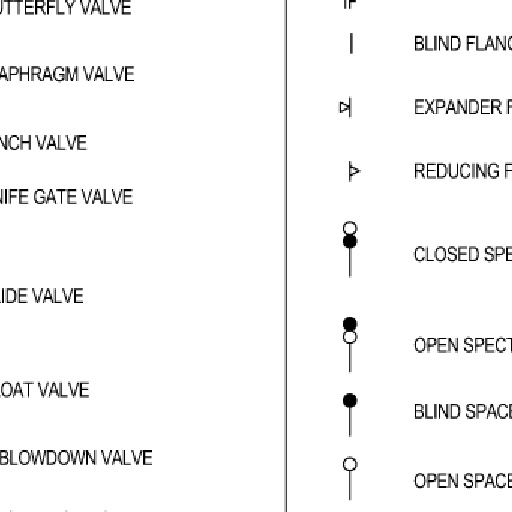 UTTERFLY VALVE
APHRAGM VALVE
NCH VALVE
NIFE GATE VALVE
IDE VALVE
OAT VALVE
BLOWDOWN VALVE
BLIND FLANG
EXPANDER F
REDUCING F
CLOSED SPE
OPEN SPECT
BLIND SPACE
OPEN SPACE